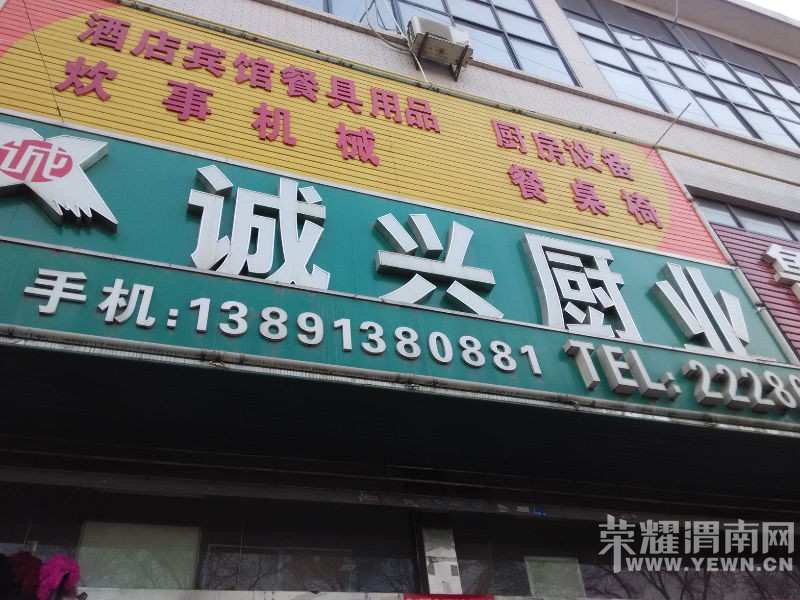 酒店宾馆餐具用品 厨房设备
炊事机械 餐桌椅
诚
诚兴厨业
手机:13891380881 TEL:2228
荣耀渭南网
WWW.YEWN.CN